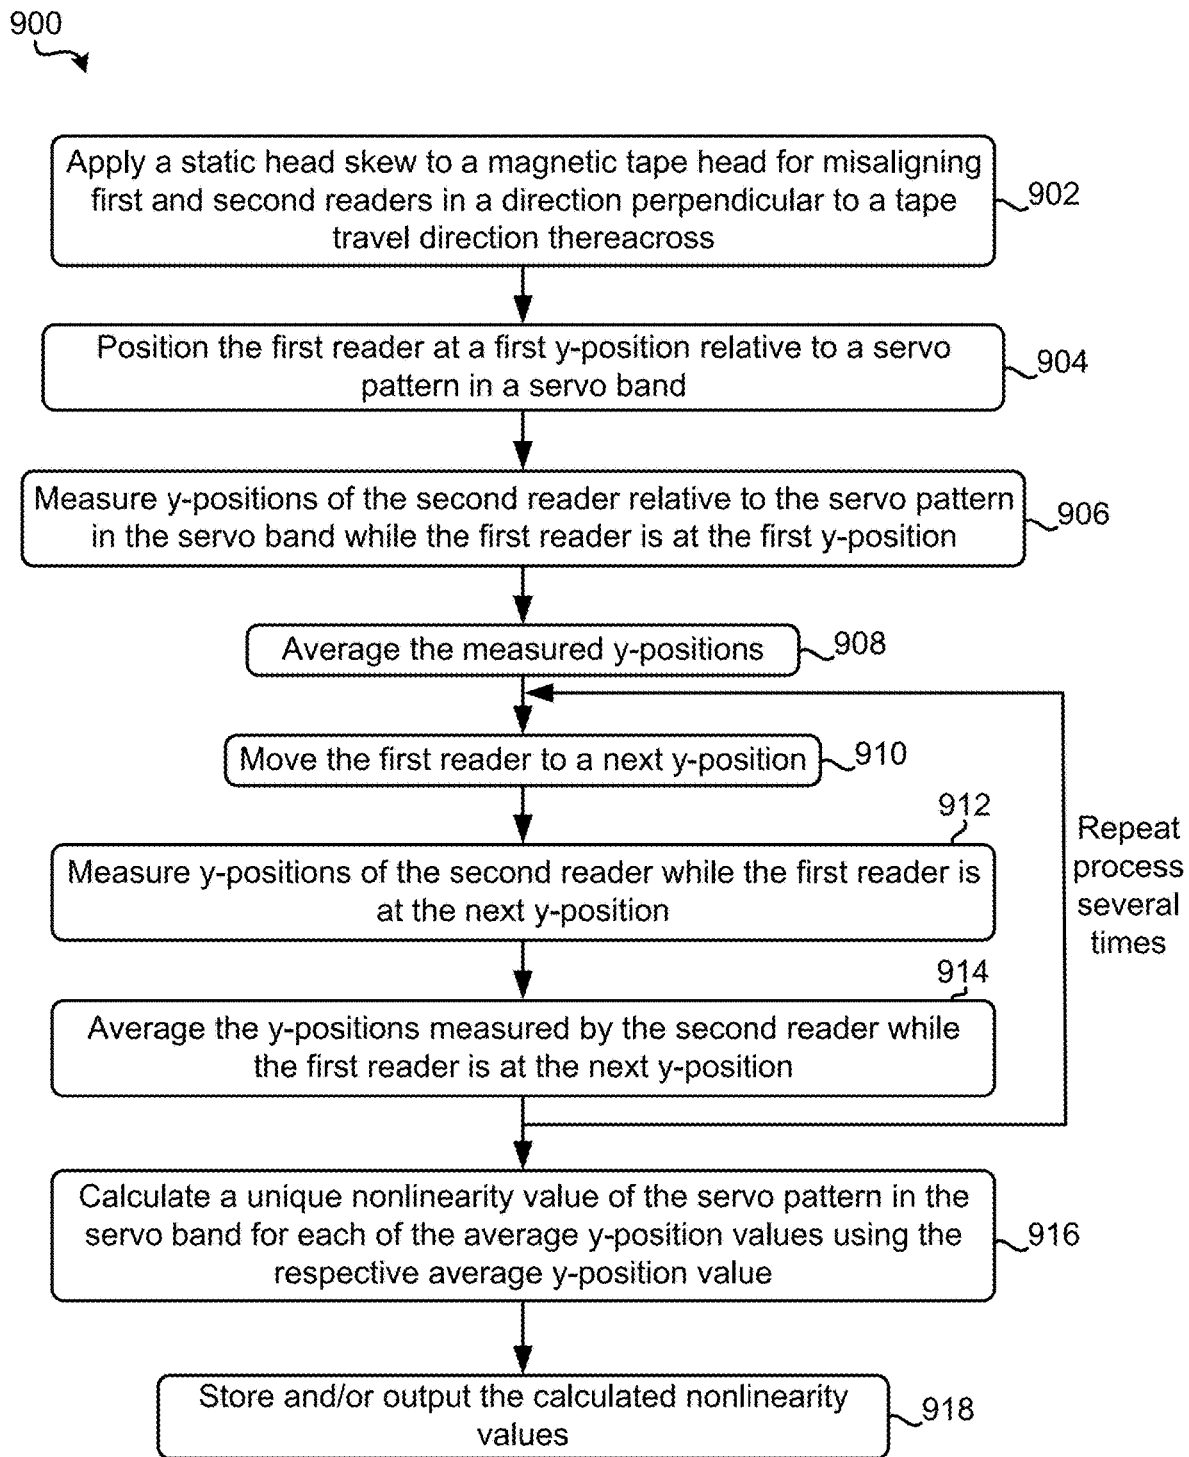 900
Apply a static head skew to a magnetic tape head for misaligning
first and second readers in a direction perpendicular to a tape
travel direction thereacross
902
Position the first reader at a first y-position relative to a servo
pattern in a servo band
904
Measure y-positions of the second reader relative to the servo pattern
in the servo band while the first reader is at the first y-position
906
Average the measured y-positions
908
Move the first reader to a next y-position
910
912
Measure y-positions of the second reader while the first reader is
at the next y-position
Repeat
process
several
times
914
Average the y-positions measured by the second reader while
the first reader is at the next y-position
Calculate a unique nonlinearity value of the servo pattern in the
servo band for each of the average y-position values using the
respective average y-position value
916
Store and/or output the calculated nonlinearity
values
918